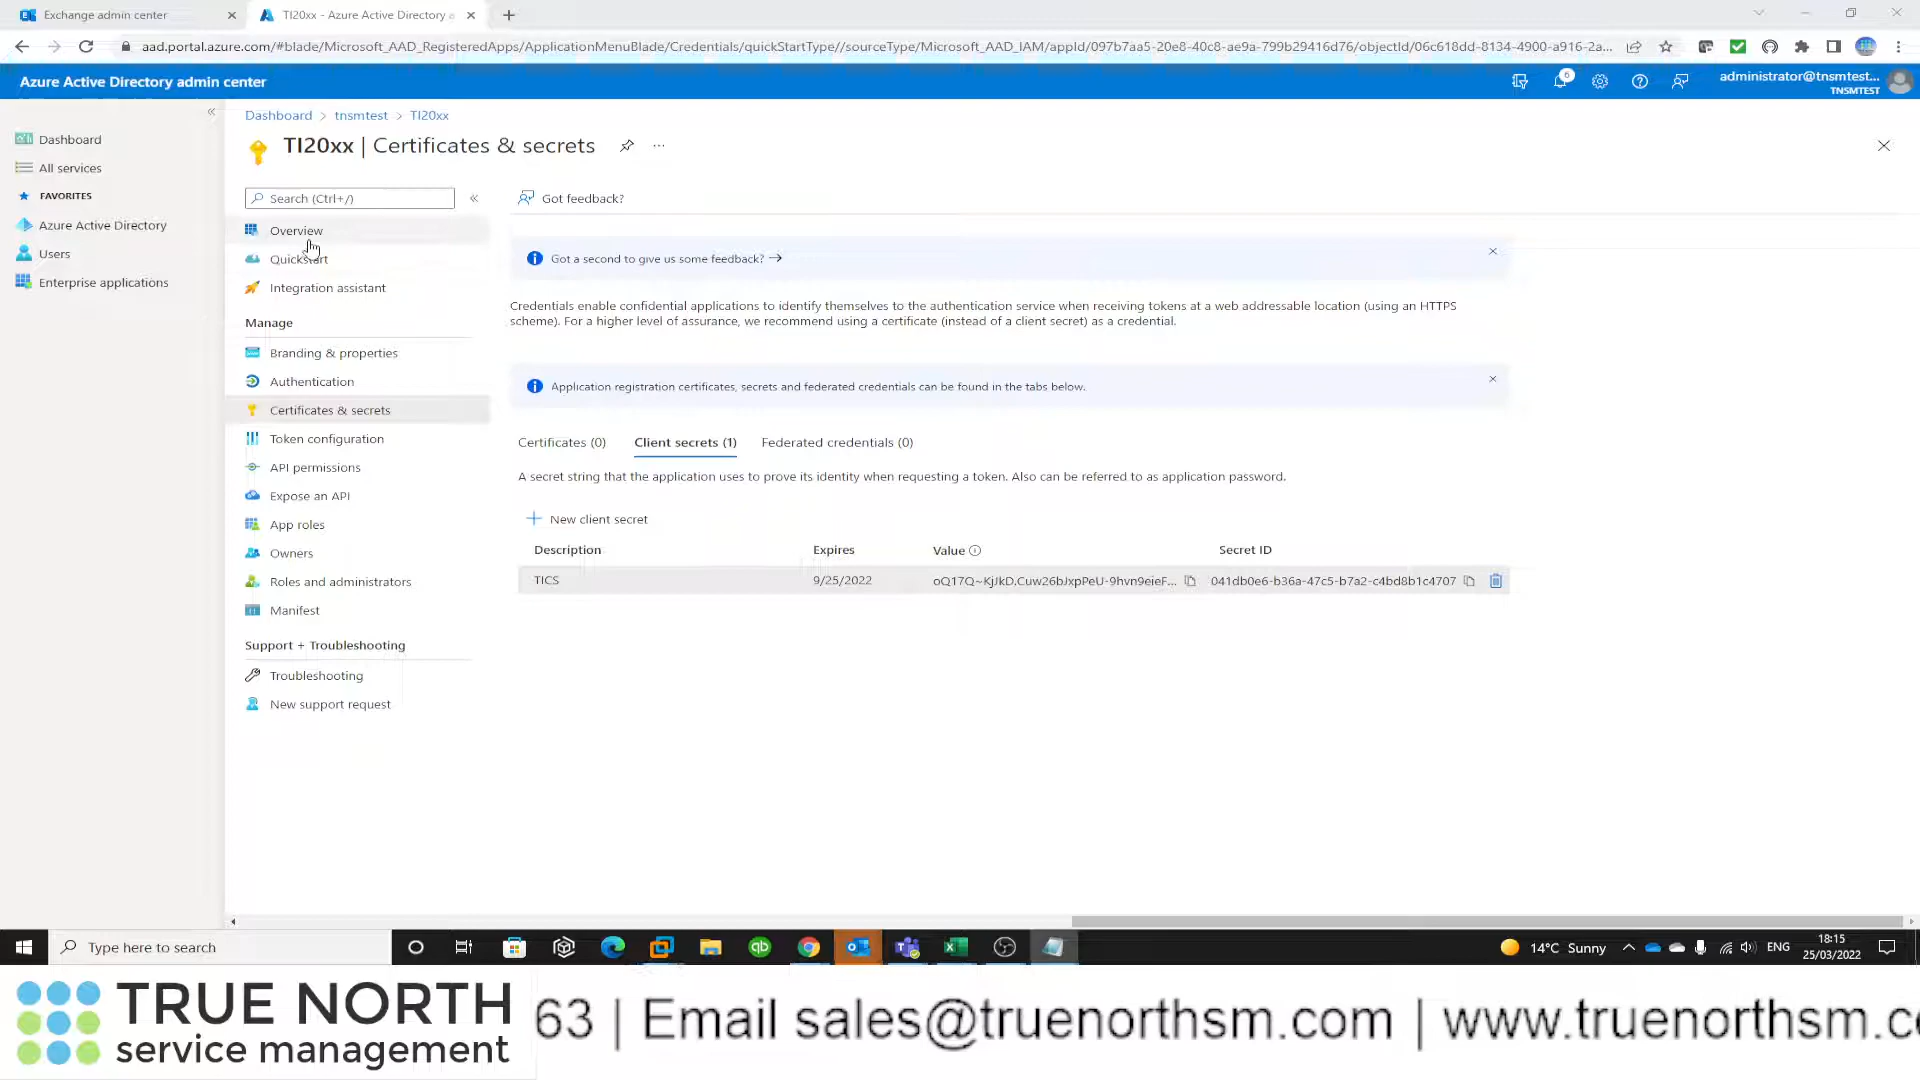 Exchange admin center
TI20xx - Azure Active Directory a
aad.portal.azure.com/#blade/Microsoft_AAD_RegisteredApps/ApplicationMenuBlade/Credentials/quickStartType//sourceType/Microsoft_AAD_IAM/appId/097b7aa5-20e8-40c8-ae9a-799b29416d76/objectId/06c618dd-8134-4900-a916-2a...
Azure Active Directory admin center
6
administrator@tnsmtest...
TNSMTEST
Dashboard
All services
FAVORITES
Azure Active Directory
Users
Enterprise applications
Dashboard > tnsmtest > TI20xx
TI20xx | Certificates & secrets
Search (Ctrl+/)
Overview
Quickstart
Integration assistant
Manage
Branding & properties
Authentication
Certificates & secrets
Token configuration
API permissions
Expose an API
App roles
Owners
Roles and administrators
Manifest
Support + Troubleshooting
Troubleshooting
New support request
Got feedback?
Got a second to give us some feedback?
Credentials enable confidential applications to identify themselves to the authentication service when receiving tokens at a web addressable location (using an HTTPS
scheme). For a higher level of assurance, we recommend using a certificate (instead of a client secret) as a credential.
Application registration certificates, secrets and federated credentials can be found in the tabs below.
Certificates (0) Client secrets (1) Federated credentials (0)
A secret string that the application uses to prove its identity when requesting a token. Also can be referred to as application password.
New client secret
Description Expires Value Secret ID
TICS 9/25/2022 oQ17Q~KjJkD.Cuw26bJxpPeU-9hvn9eieF... 041db0e6-b36a-47c5-b7a2-c4bd8b1c4707
Type here to search
14°C Sunny
ENG
18:15
25/03/2022
TRUE NORTH
service management
63 | Email sales@truenorthsm.com | www.truenorthsm.c